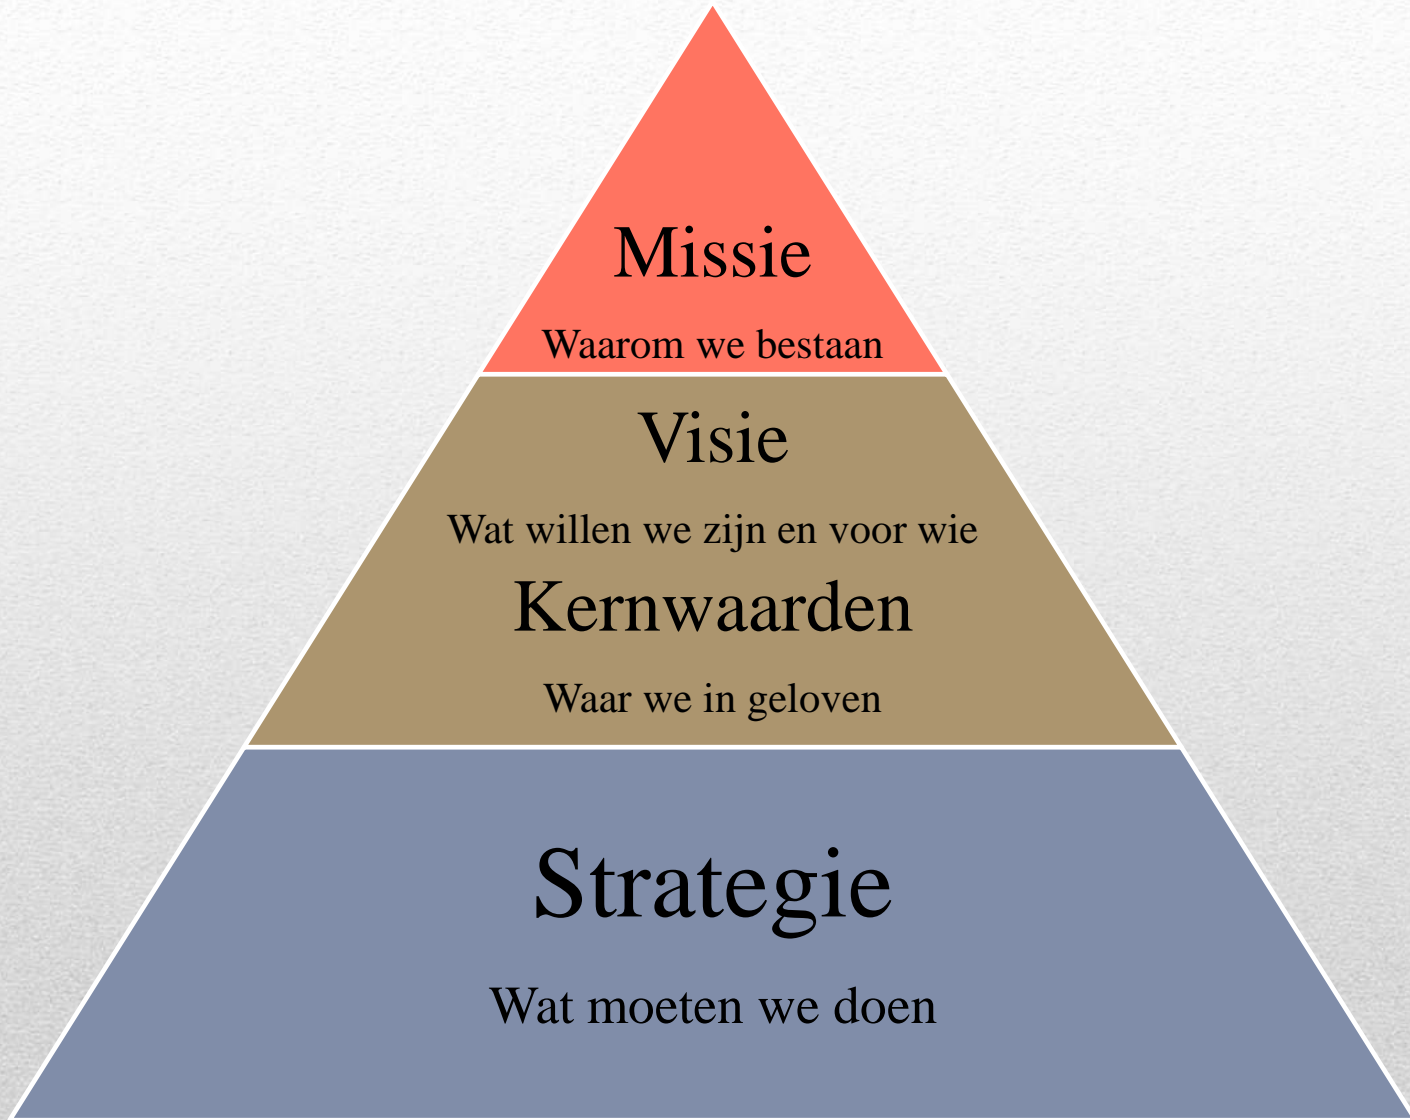 Missie
Waarom we bestaan
Visie
Wat willen we zijn en voor wie
Kernwaarden
Waar we in geloven
Strategie
Wat moeten we doen